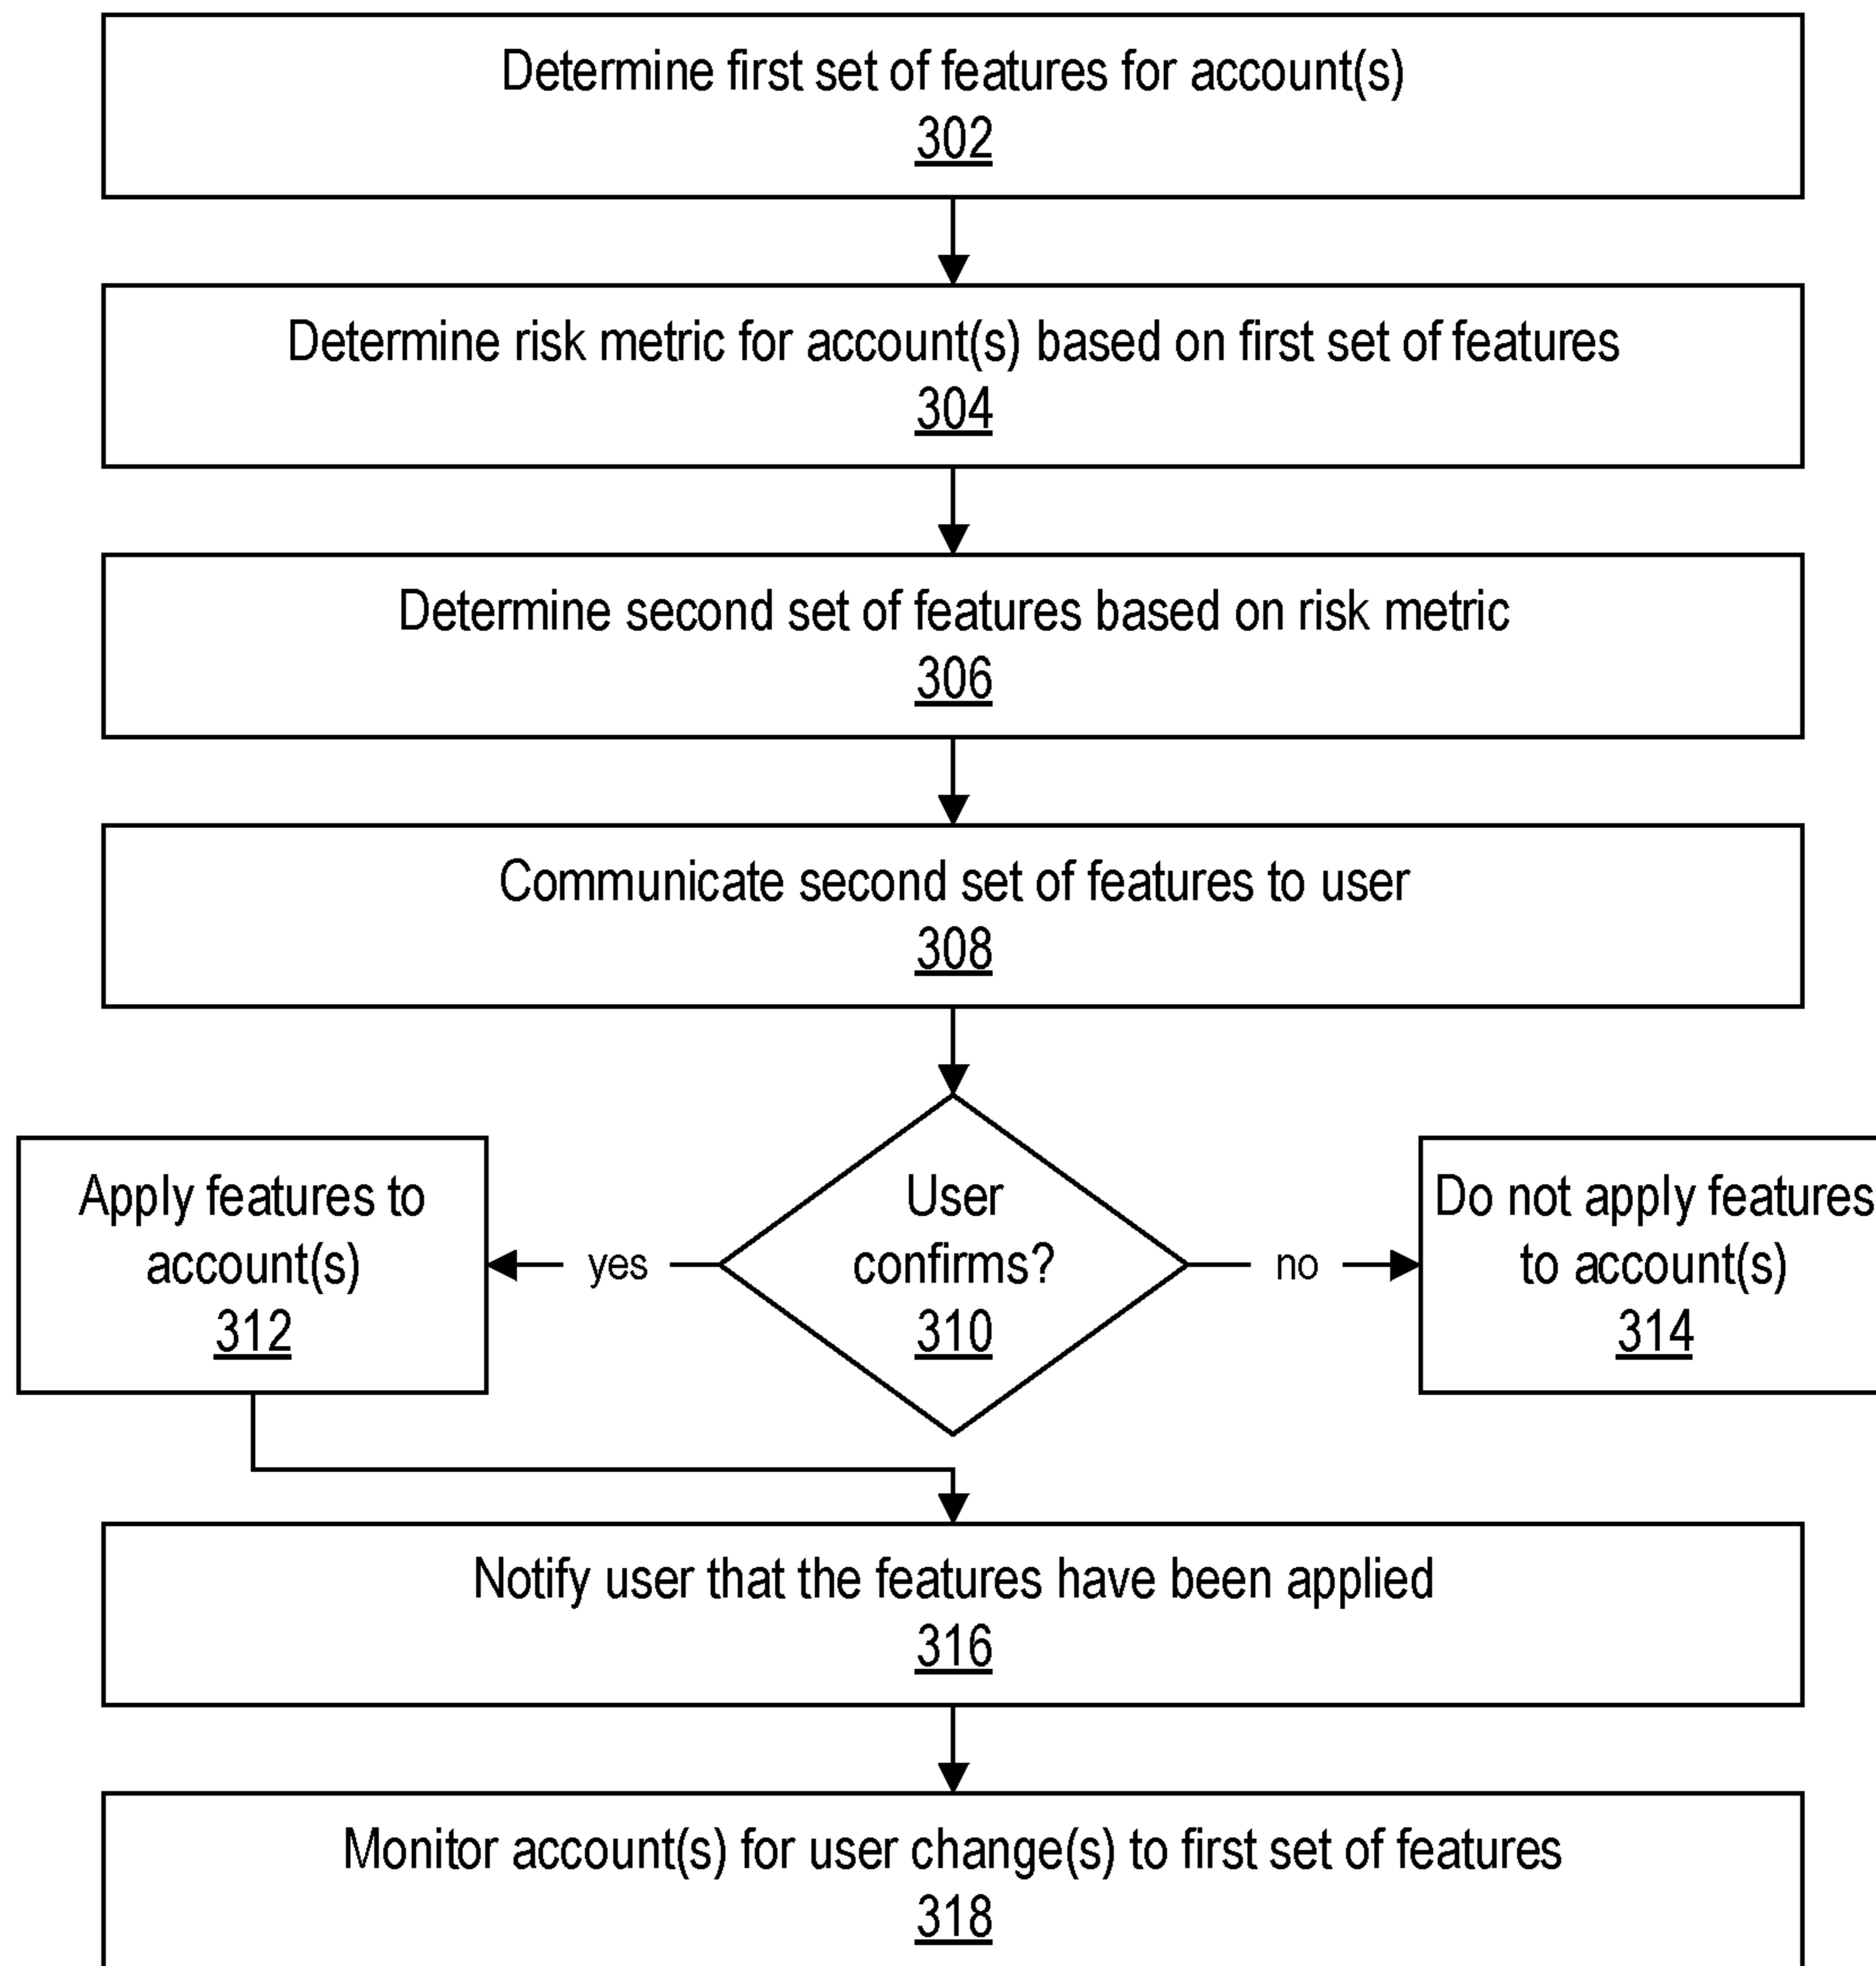 Determine first set of features for account(s)
302
Determine risk metric for account(s) based on first set of features
304
Determine second set of features based on risk metric
306
Communicate second set of features to user
308
User
confirms?
310
yes
Apply features to
account(s)
312
no
Do not apply features
to account(s)
314
Notify user that the features have been applied
316
Monitor account(s) for user change(s) to first set of features
318